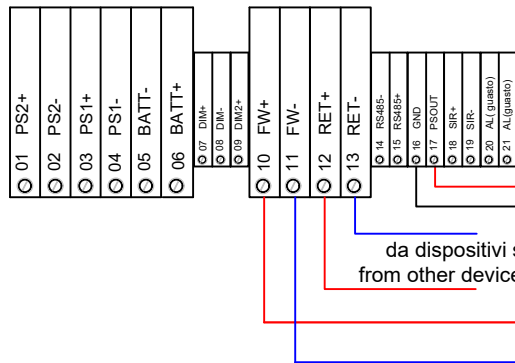 01 PS2+
02 PS2-
03 PS1+
04 PS1-
05 BATT-
06 BATT+
07 DIM+
08 DIM-
09 DIM2+
10 FW+
11 FW-
12 RET+
13 RET-
14 RS485-
15 RS485+
16 GND
17 PSOUT
18 SIR+
19 SIR-
20 AL(guasto)
21 AL(guasto)
da dispositivi s
from other device